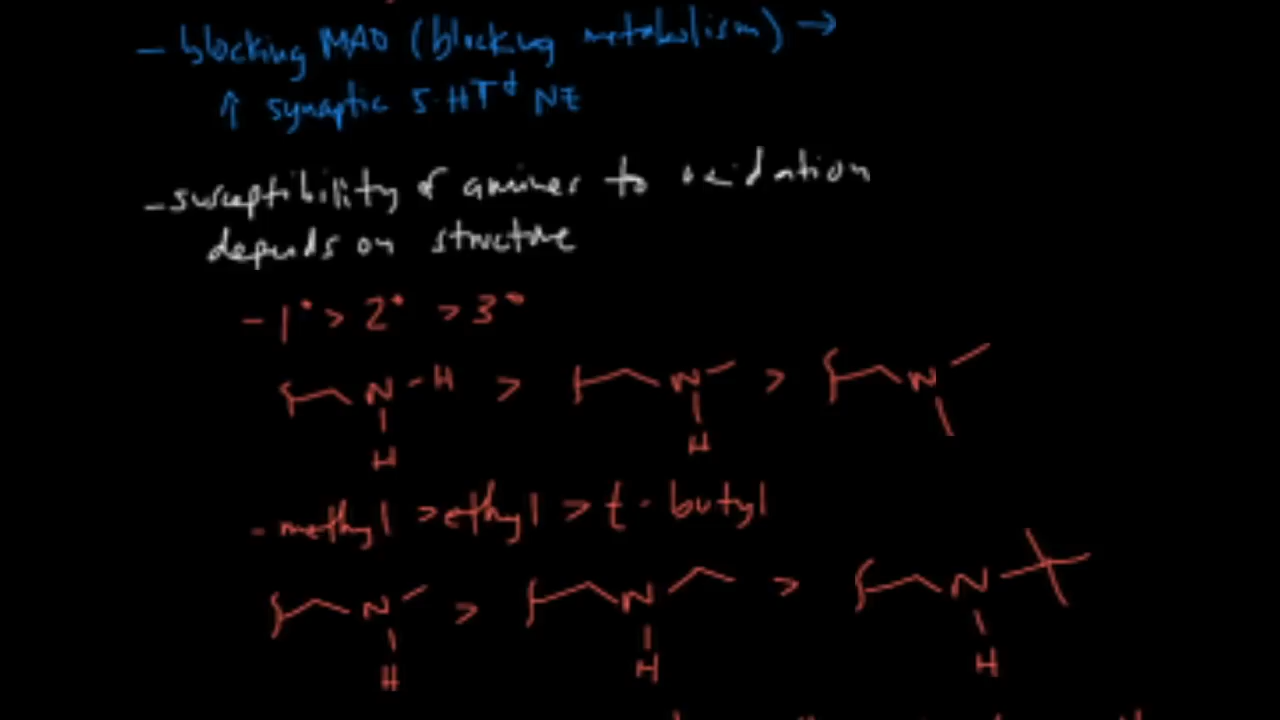 - blocking MAO (blocking metabolism) →
↑ synaptic 5-HT + NE
- susceptibility of amines to oxidation
depends on structure
- 1° > 2° > 3°
N - H > N > N
H H
- methyl > ethyl > t-butyl
N > N > N
H H H